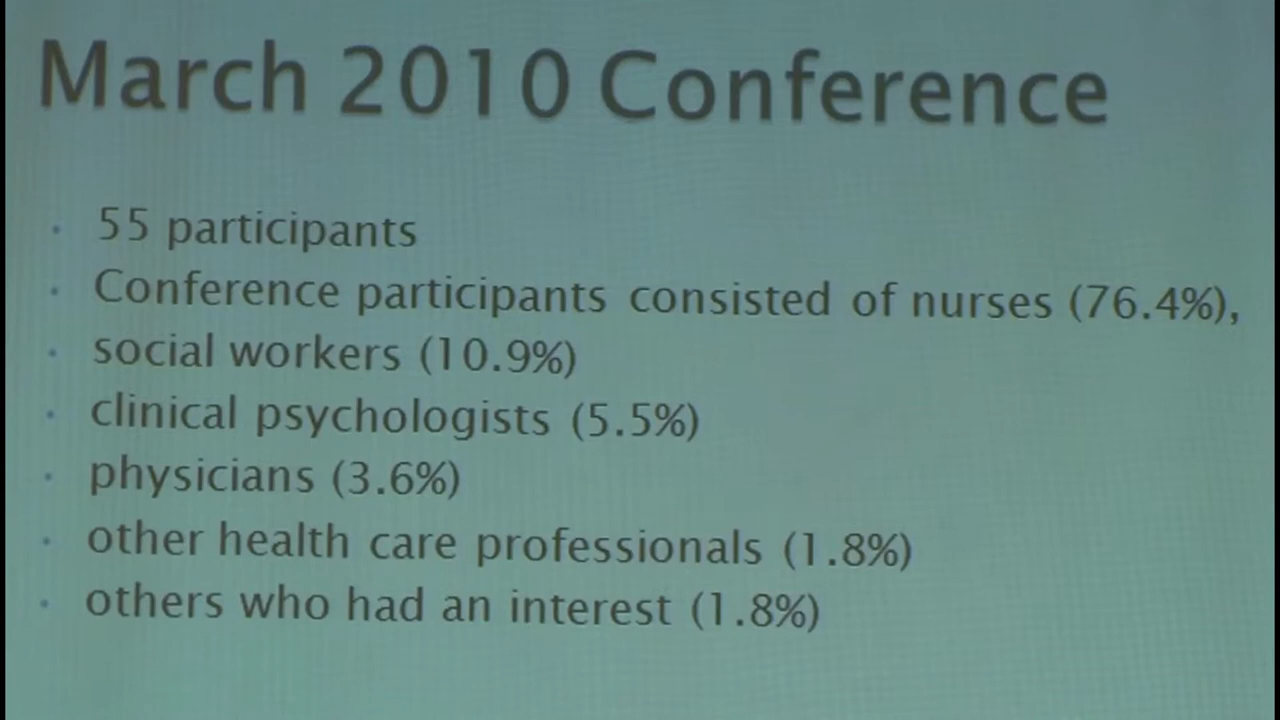 March 2010 Conference
· 55 participants
· Conference participants consisted of nurses (76.4%),
· social workers (10.9%)
· clinical psychologists (5.5%)
· physicians (3.6%)
· other health care professionals (1.8%)
· others who had an interest (1.8%)